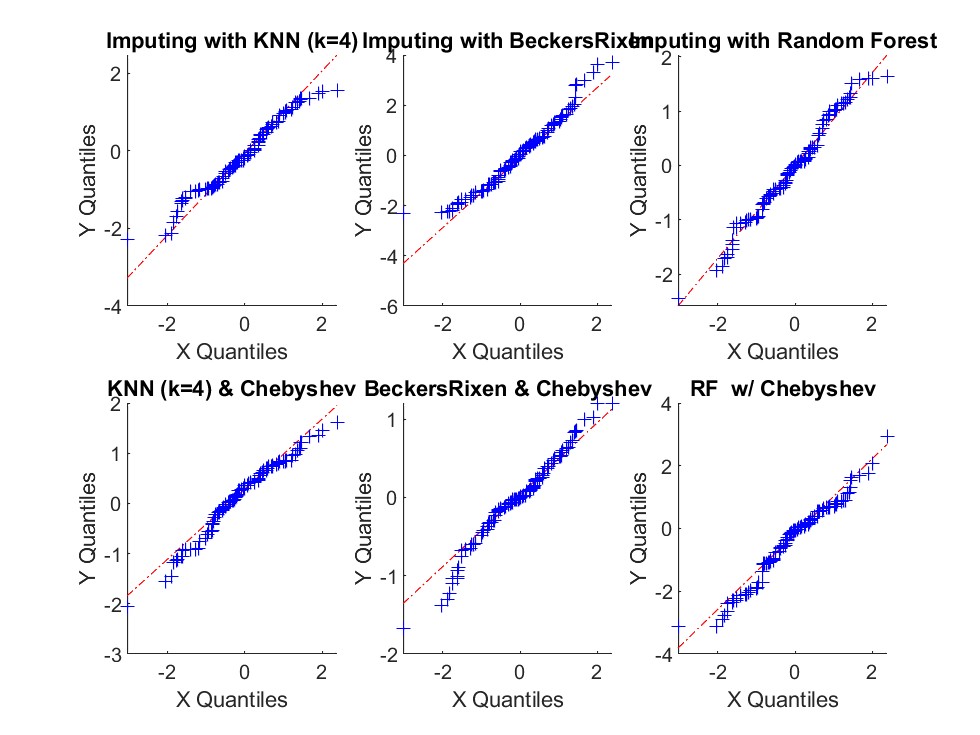 Imputing with KNN (k=4)
Imputing with BeckersRixen
Imputing with Random Forest
2
0
-2
-4
Y Quantiles
-2
0
2
X Quantiles
4
2
0
-2
-4
-6
Y Quantiles
-2
0
2
X Quantiles
2
1
0
-1
-2
Y Quantiles
-2
0
2
X Quantiles
KNN (k=4) & Chebyshev
BeckersRixen & Chebyshev
RF w/ Chebyshev
2
1
0
-1
-2
-3
Y Quantiles
-2
0
2
X Quantiles
1
0
-1
-2
Y Quantiles
-2
0
2
X Quantiles
4
2
0
-2
-4
Y Quantiles
-2
0
2
X Quantiles